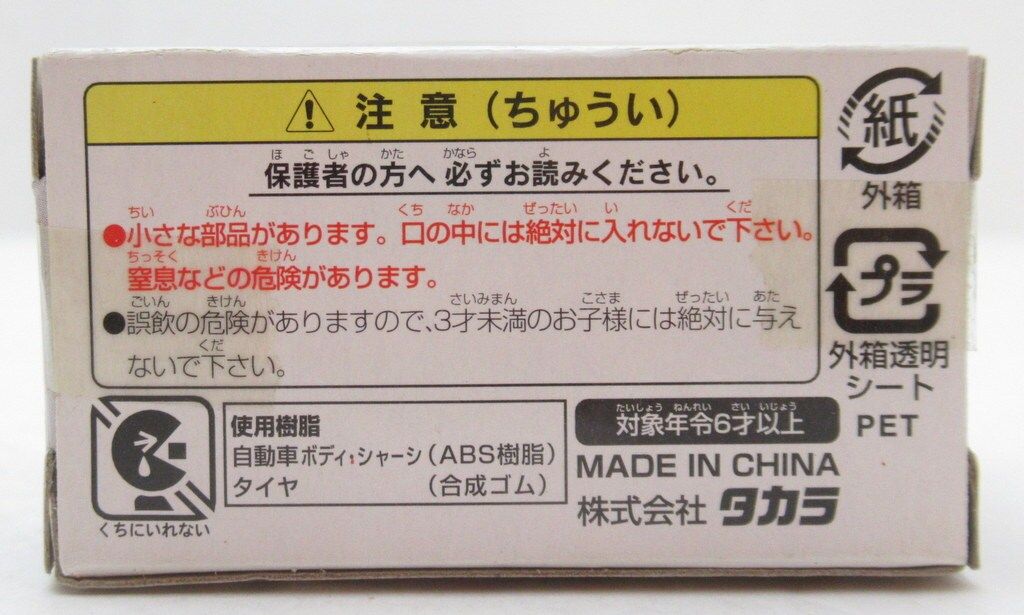 注意(ちゅうい)
ほごしゃ かた かなら よ
保護者の方へ 必ずお読みください。
ちい ぶひん くち なか ぜったい い くだ
●小さな部品があります。口の中には絶対に入れないで下さい。
ちっそく きけん
窒息などの危険があります。
ごいん きけん さいみまん こさま ぜったい あた
●誤飲の危険がありますので、3才未満のお子様には絶対に与え
くだ
ないで下さい。
くちにいれない
使用樹脂
自動車ボディ・シャーシ(ABS樹脂)
タイヤ (合成ゴム)
たいしょう ねんれい さい いじょう
対象年令6才以上
MADE IN CHINA
株式会社 タカラ
紙
外箱
プラ
外箱透明
シート
PET